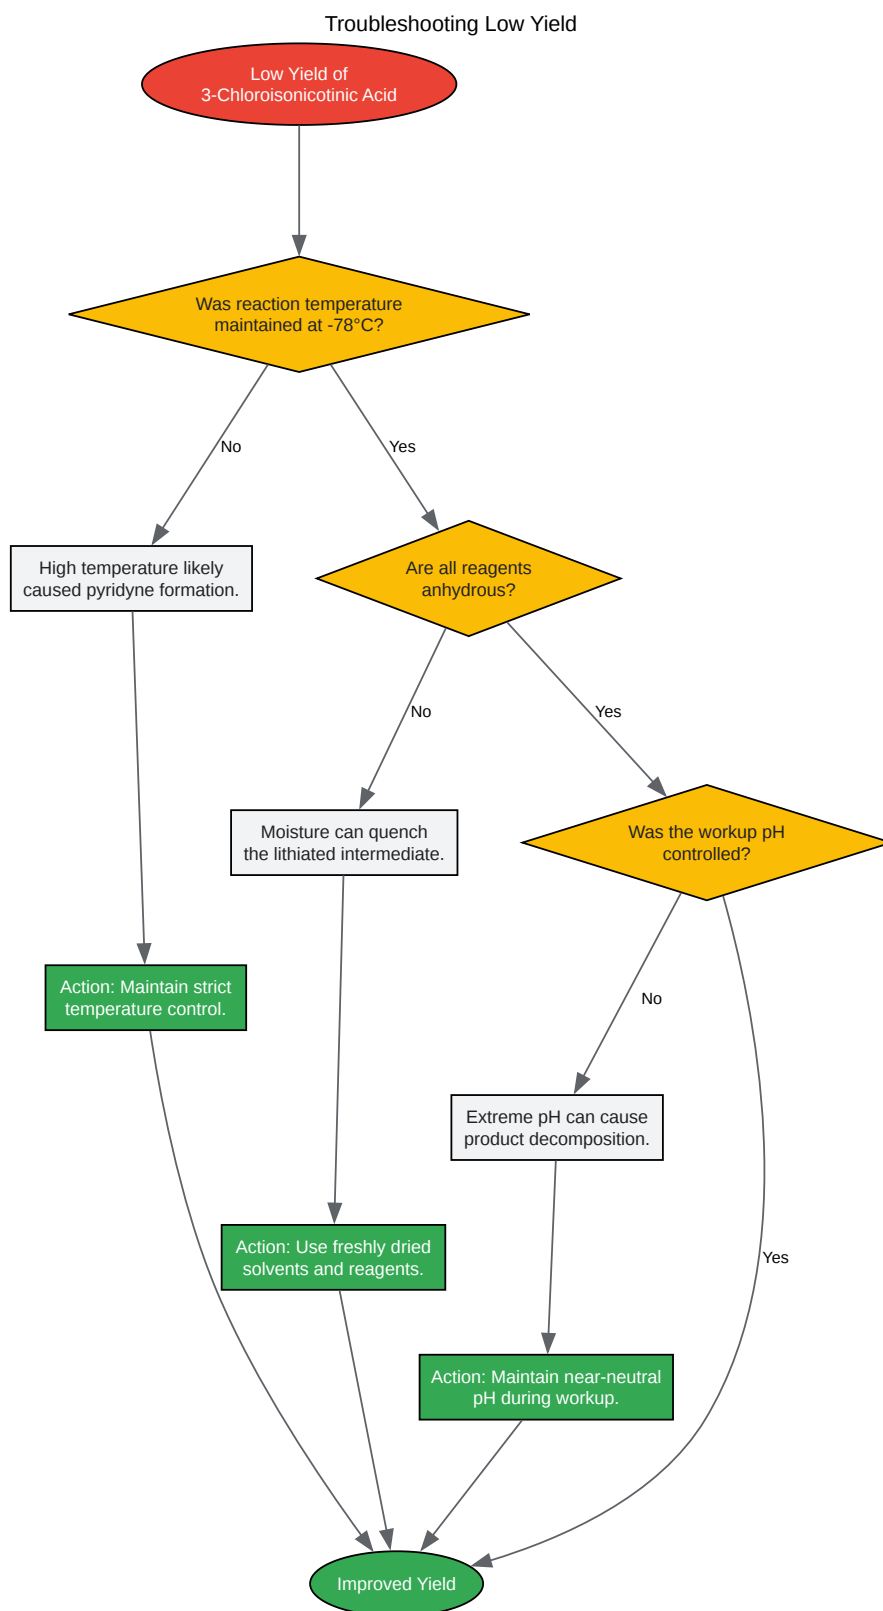 Troubleshooting Low Yield
Low Yield of
3-Chloroisonicotinic Acid
Was reaction temperature
maintained at -78°C?
No
Yes
High temperature likely
caused pyridyne formation.
Are all reagents
anhydrous?
No
Yes
Moisture can quench
the lithiated intermediate.
Was the workup pH
controlled?
Action: Maintain strict
temperature control.
No
Extreme pH can cause
product decomposition.
Action: Use freshly dried
solvents and reagents.
Yes
Action: Maintain near-neutral
pH during workup.
Improved Yield